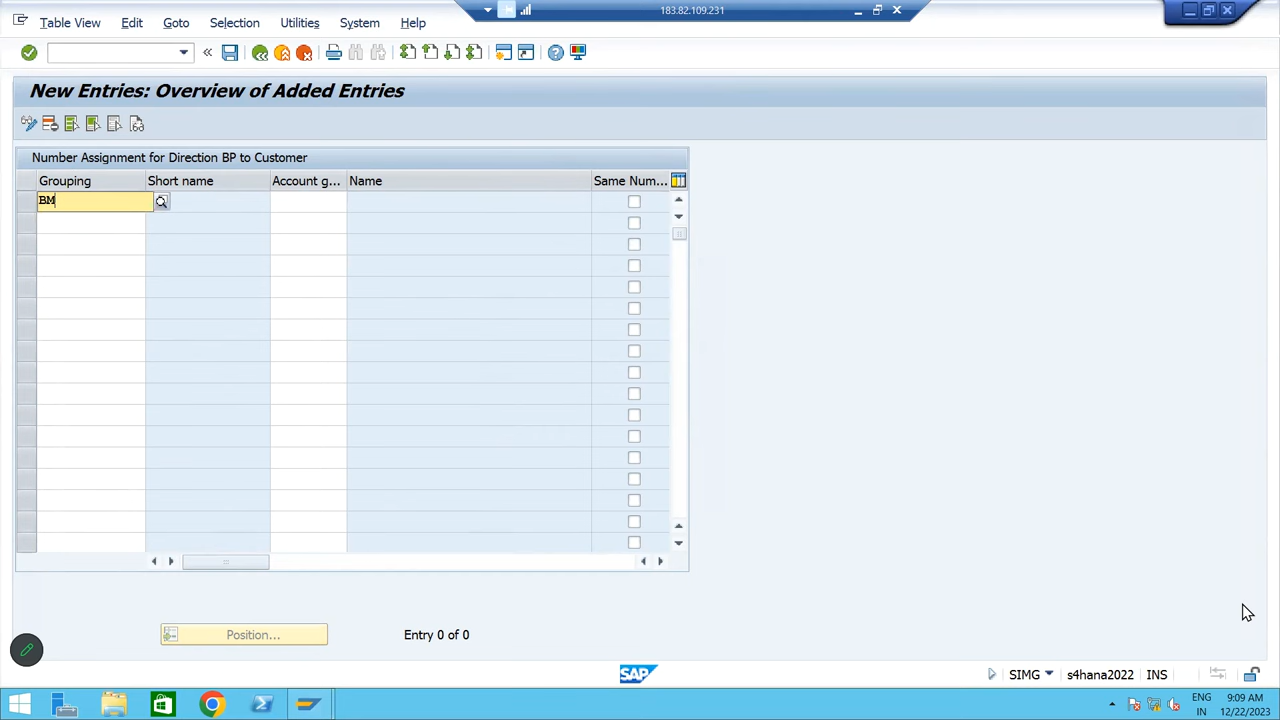 183.82.109.231
Table View Edit Goto Selection Utilities System Help
New Entries: Overview of Added Entries
Number Assignment for Direction BP to Customer
Grouping Short name Account g... Name Same Num...
BM
Position... Entry 0 of 0
SAP SIMG s4hana2022 INS
ENG 9:09 AM
IN 12/22/2023